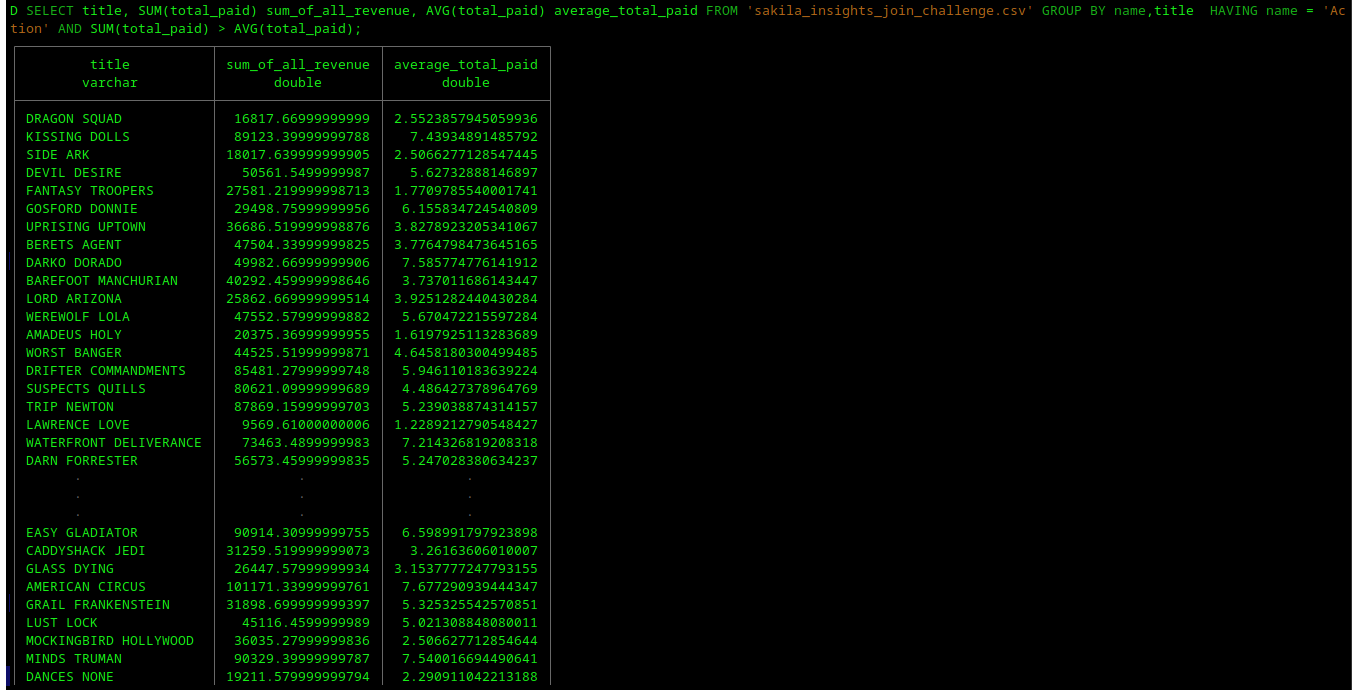 D SELECT title, SUM(total_paid) sum_of_all_revenue, AVG(total_paid) average_total_paid FROM 'sakila_insights_join_challenge.csv' GROUP BY name,title  HAVING name = 'Ac
tion' AND SUM(total_paid) > AVG(total_paid);
title sum_of_all_revenue average_total_paid
varchar double double
DRAGON SQUAD 16817.66999999999 2.5523857945059936
KISSING DOLLS 89123.39999999788 7.43934891485792
SIDE ARK 18017.639999999905 2.5066277128547445
DEVIL DESIRE 50561.5499999987 5.62732888146897
FANTASY TROOPERS 27581.219999998713 1.7709785540001741
GOSFORD DONNIE 29498.75999999956 6.155834724540809
UPRISING UPTOWN 36686.519999998876 3.8278923205341067
BERETS AGENT 47504.33999999825 3.7764798473645165
DARKO DORADO 49982.66999999906 7.585774776141912
BAREFOOT MANCHURIAN 40292.459999998646 3.737011686143447
LORD ARIZONA 25862.669999999514 3.9251282440430284
WEREWOLF LOLA 47552.57999999882 5.670472215597284
AMADEUS HOLY 20375.36999999955 1.6197925113283689
WORST BANGER 44525.51999999871 4.6458180300499485
DRIFTER COMMANDMENTS 85481.27999999748 5.946110183639224
SUSPECTS QUILLS 80621.09999999689 4.486427378964769
TRIP NEWTON 87869.15999999703 5.239038874314157
LAWRENCE LOVE 9569.61000000006 1.2289212790548427
WATERFRONT DELIVERANCE 73463.4899999983 7.214326819208318
DARN FORRESTER 56573.45999999835 5.247028380634237
. . .
. . .
. . .
EASY GLADIATOR 90914.30999999755 6.598991797923898
CADDYSHACK JEDI 31259.519999999073 3.26163606010007
GLASS DYING 26447.57999999934 3.1537777247793155
AMERICAN CIRCUS 101171.33999999761 7.677290939444347
GRAIL FRANKENSTEIN 31898.699999999397 5.325325542570851
LUST LOCK 45116.4599999989 5.021308848080011
MOCKINGBIRD HOLLYWOOD 36035.27999999836 2.506627712854644
MINDS TRUMAN 90329.39999999787 7.540016694490641
DANCES NONE 19211.579999999794 2.290911042213188